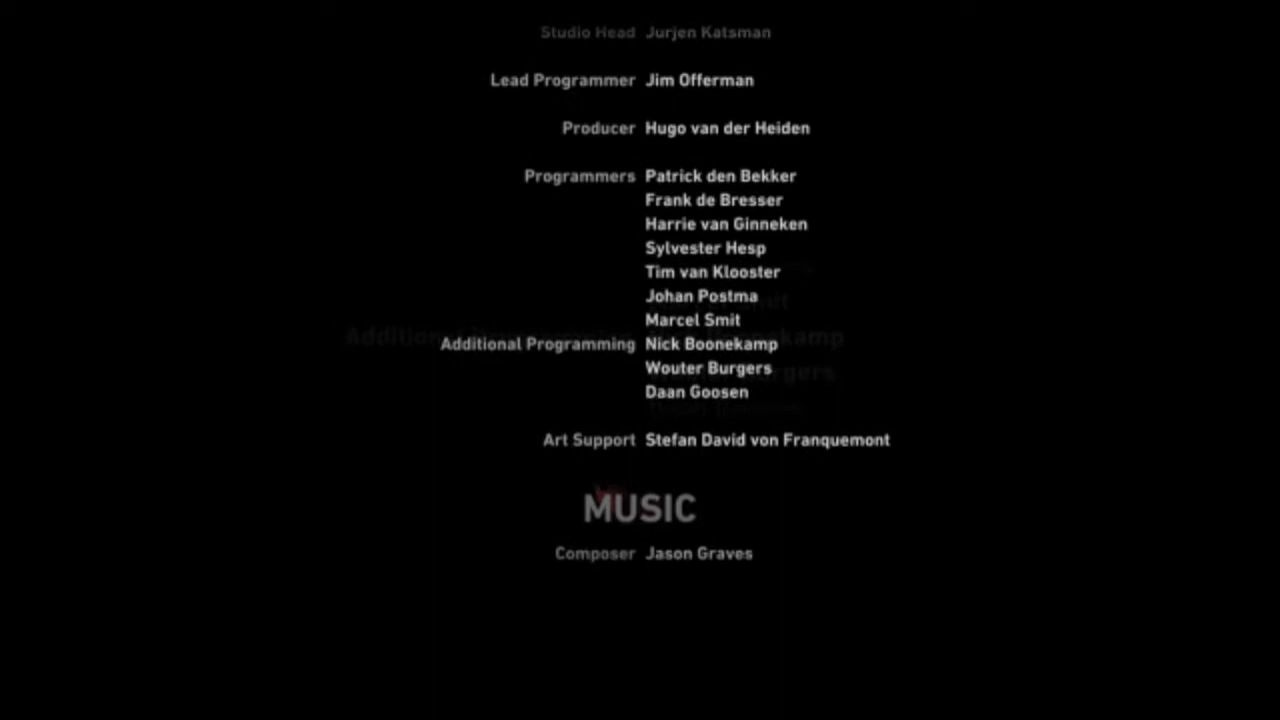 Studio Head Jurjen Katsman
Lead Programmer Jim Offerman
Producer Hugo van der Heiden
Programmers Patrick den Bekker
Frank de Bresser
Harrie van Ginneken
Sylvester Hesp
Tim van Klooster
Johan Postma
Marcel Smit
Additional Programming Nick Boonekamp
Wouter Burgers
Daan Goosen
Art Support Stefan David von Franquemont
MUSIC
Composer Jason Graves